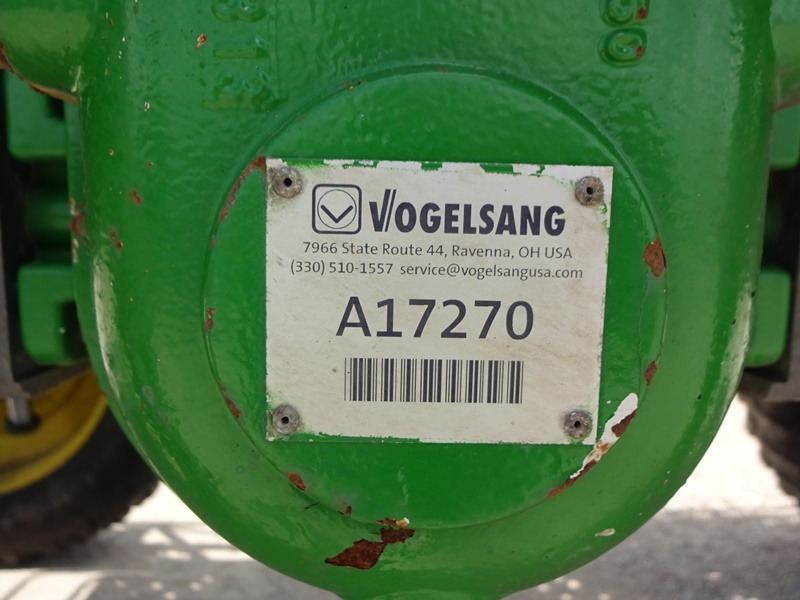 VOGELSANG
7966 State Route 44, Ravenna, OH USA
(330) 510-1557 service@vogelsangusa.com
A17270